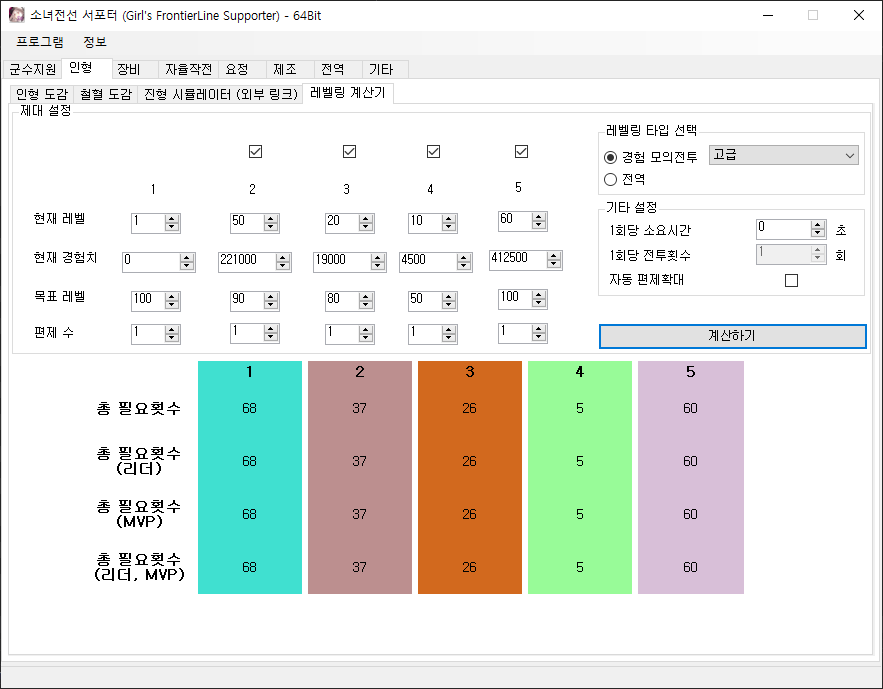 소녀전선 서포터 (Girl's FrontierLine Supporter) - 64Bit
프로그램 정보
군수지원 인형 장비 자율작전 요정 제조 전역 기타
인형 도감 철혈 도감 진형 시뮬레이터 (외부 링크) 레벨링 계산기
제대 설정
1 2 3 4 5
현재 레벨 1 50 20 10 60
현재 경험치 0 221000 19000 4500 412500
목표 레벨 100 90 80 50 100
편제 수 1 1 1 1 1
레벨링 타입 선택
경험 모의전투 고급
전역
기타 설정
1회당 소요시간 0 초
1회당 전투횟수 1 회
자동 편제확대
계산하기
1 2 3 4 5
총 필요횟수 68 37 26 5 60
총 필요횟수
(리더) 68 37 26 5 60
총 필요횟수
(MVP) 68 37 26 5 60
총 필요횟수
(리더, MVP) 68 37 26 5 60